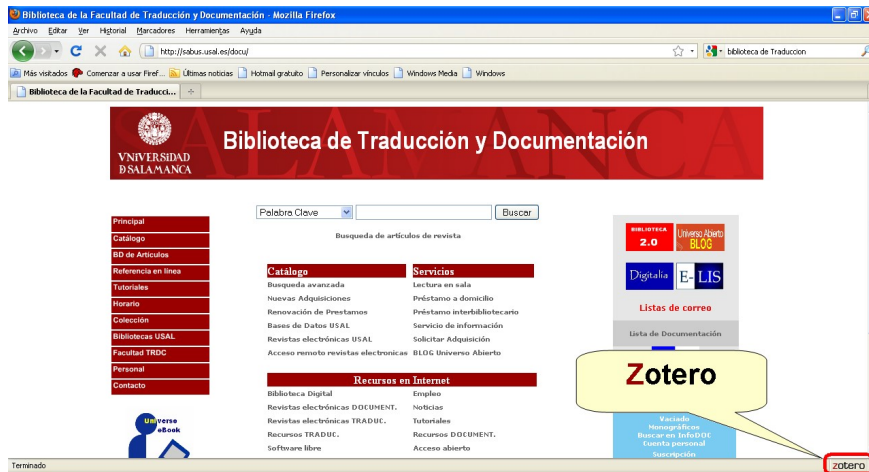 Biblioteca de la Facultad de Traducción y Documentación - Mozilla Firefox
Archivo Editar Ver Historial Marcadores Herramientas Ayuda
http://sabus.usal.es/docu/
biblioteca de Traduccion
Más visitados Comenzar a usar Firef... Últimas noticias Hotmail gratuito Personalizar vínculos Windows Media Windows
Biblioteca de la Facultad de Traducci...
SALAMANCA
VNIVERSIDAD
D SALAMANCA
Biblioteca de Traducción y Documentación
Palabra Clave Buscar
Busqueda de artículos de revista
Principal
Catálogo
BD de Artículos
Referencia en línea
Tutoriales
Horario
Colección
Bibliotecas USAL
Facultad TRDC
Personal
Contacto
Universo
eBook
Catálogo
Busqueda avanzada
Nuevas Adquisiciones
Renovación de Prestamos
Bases de Datos USAL
Revistas electrónicas USAL
Acceso remoto revistas electronicas
Servicios
Lectura en sala
Préstamo a domicilio
Préstamo interbibliotecario
Servicio de información
Solicitar Adquisición
BLOG Universo Abierto
Recursos en Internet
Biblioteca Digital
Revistas electrónicas DOCUMENT.
Revistas electrónicas TRADUC.
Recursos TRADUC.
Software libre
Empleo
Noticias
Tutoriales
Recursos DOCUMENT.
Acceso abierto
BIBLIOTECA
2.0
Universo Abierto
BLOG
Digitalia
E-LIS
Listas de correo
Lista de Documentación
Zotero
Vaciado
Monográficos
Buscar en InfoDOC
Cuenta personal
Suscripción
Terminado
zotero